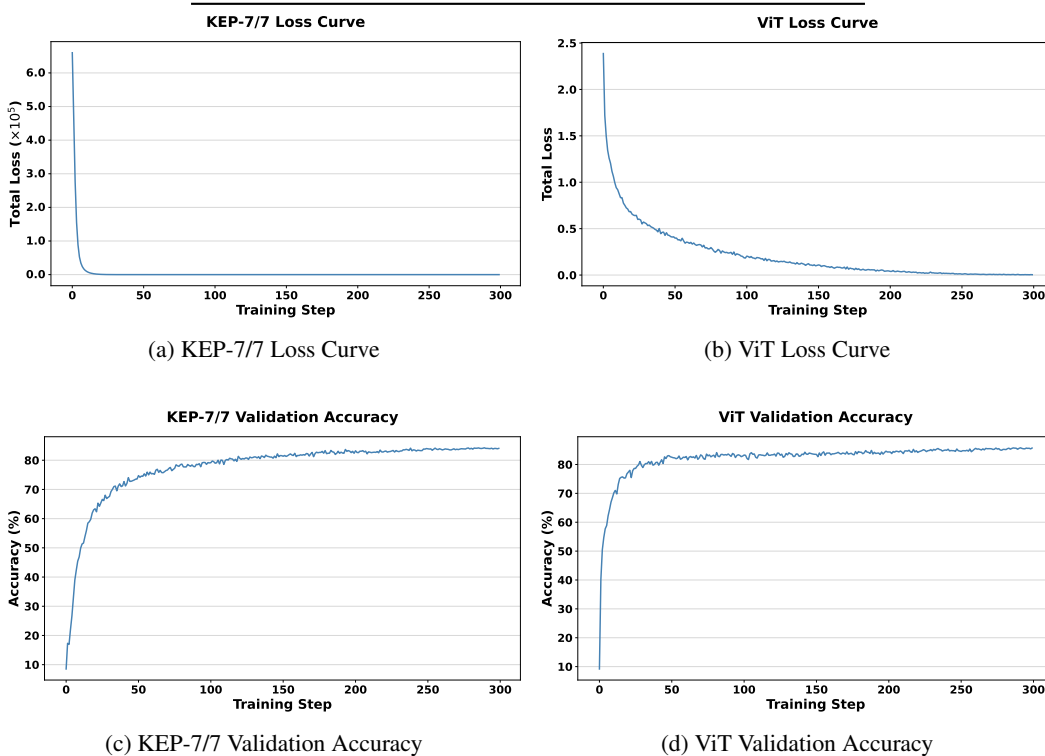 KEP-7/7 Loss Curve
Total Loss (×10⁵)
6.0
5.0
4.0
3.0
2.0
1.0
0.0
0 50 100 150 200 250 300
Training Step
(a) KEP-7/7 Loss Curve
ViT Loss Curve
Total Loss
2.5
2.0
1.5
1.0
0.5
0.0
0 50 100 150 200 250 300
Training Step
(b) ViT Loss Curve
KEP-7/7 Validation Accuracy
Accuracy (%)
80
70
60
50
40
30
20
10
0 50 100 150 200 250 300
Training Step
(c) KEP-7/7 Validation Accuracy
ViT Validation Accuracy
Accuracy (%)
80
70
60
50
40
30
20
10
0 50 100 150 200 250 300
Training Step
(d) ViT Validation Accuracy